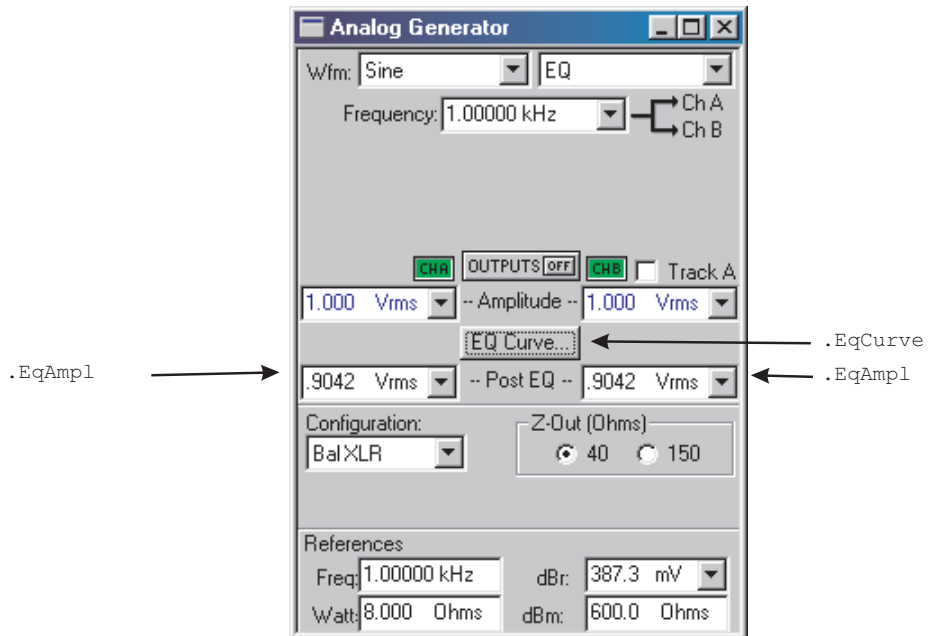 Analog Generator
Wfm: Sine EQ
Frequency: 1.00000 kHz Ch A
Ch B
CHA OUTPUTS OFF CHB Track A
1.000 Vrms -- Amplitude -- 1.000 Vrms
EQ Curve... .EqCurve
.EqAmpl .9042 Vrms -- Post EQ -- .9042 Vrms .EqAmpl
Configuration: Z-Out (Ohms)
Bal XLR 40 150
References
Freq: 1.00000 kHz dBr: 387.3 mV
Watt: 8.000 Ohms dBm: 600.0 Ohms